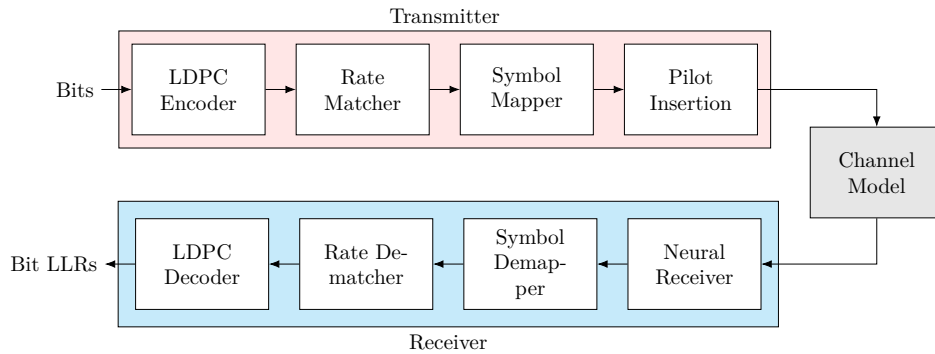 Transmitter
Bits
LDPC
Encoder
Rate
Matcher
Symbol
Mapper
Pilot
Insertion
Channel
Model
Bit LLRs
LDPC
Decoder
Rate De-
matcher
Symbol
Demap-
per
Neural
Receiver
Receiver